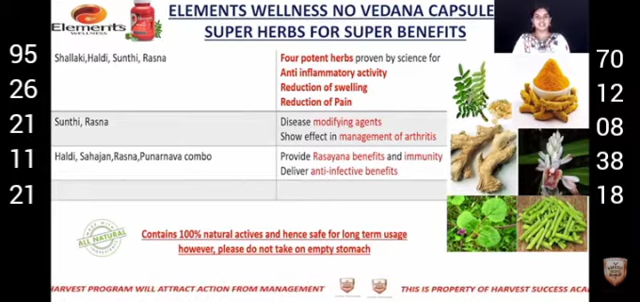 ELEMENTS WELLNESS NO VEDANA CAPSULE
SUPER HERBS FOR SUPER BENEFITS
Elements
WELLNESS
95
26
21
11
21
Shallaki,Haldi, Sunthi, Rasna
Four potent herbs proven by science for
Anti inflammatory activity
Reduction of swelling
Reduction of Pain
Sunthi, Rasna
Disease modifying agents
Show effect in management of arthritis
Haldi, Sahajan,Rasna,Punarnava combo
Provide Rasayana benefits and immunity
Deliver anti-infective benefits
70
12
08
38
18
ALL NATURAL
Contains 100% natural actives and hence safe for long term usage
however, please do not take on empty stomach
HARVEST PROGRAM WILL ATTRACT ACTION FROM MANAGEMENT
THIS IS PROPERTY OF HARVEST SUCCESS ACA